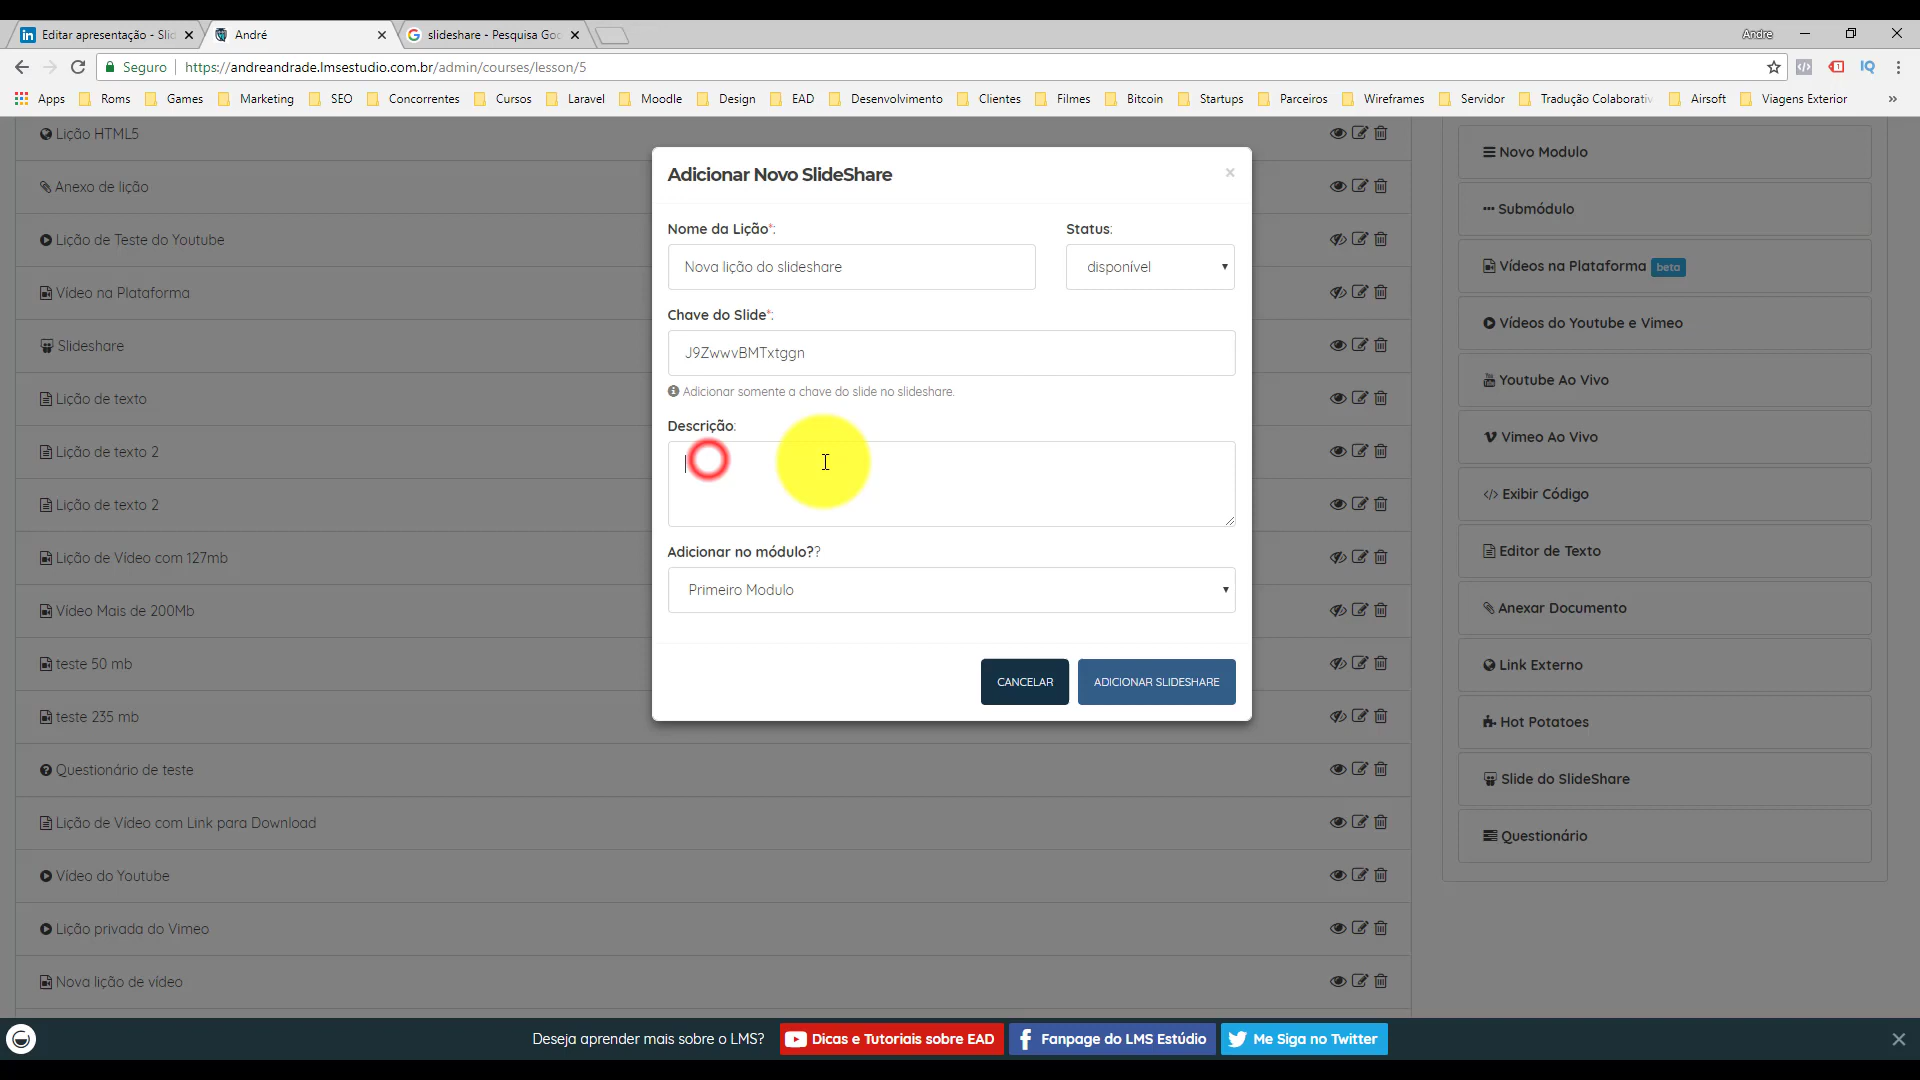 Editar apresentação - Slic
André
slideshare - Pesquisa Goo
Andre
Seguro
https://andreandrade.lmsestudio.com.br/admin/courses/lesson/5
Apps
Roms
Games
Marketing
SEO
Concorrentes
Cursos
Laravel
Moodle
Design
EAD
Desenvolvimento
Clientes
Filmes
Bitcoin
Startups
Parceiros
Wireframes
Servidor
Tradução Colaborativ
Airsoft
Viagens Exterior
»
Lição HTML5
Anexo de lição
Lição de Teste do Youtube
Vídeo na Plataforma
Slideshare
Lição de texto
Lição de texto 2
Lição de texto 2
Lição de Vídeo com 127mb
Vídeo Mais de 200Mb
teste 50 mb
teste 235 mb
Questionário de teste
Lição de Vídeo com Link para Download
Vídeo do Youtube
Lição privada do Vimeo
Nova lição de vídeo
Adicionar Novo SlideShare
×
Nome da Lição*:
Status:
Nova lição do slideshare
disponível
Chave do Slide*:
J9ZwwvBMTxtggn
Adicionar somente a chave do slide no slideshare.
Descrição:
Adicionar no módulo??
Primeiro Modulo
CANCELAR
ADICIONAR SLIDESHARE
Novo Modulo
Submódulo
Vídeos na Plataforma beta
Vídeos do Youtube e Vimeo
Youtube Ao Vivo
Vimeo Ao Vivo
Exibir Código
Editor de Texto
Anexar Documento
Link Externo
Hot Potatoes
Slide do SlideShare
Questionário
Deseja aprender mais sobre o LMS?
Dicas e Tutoriais sobre EAD
Fanpage do LMS Estúdio
Me Siga no Twitter